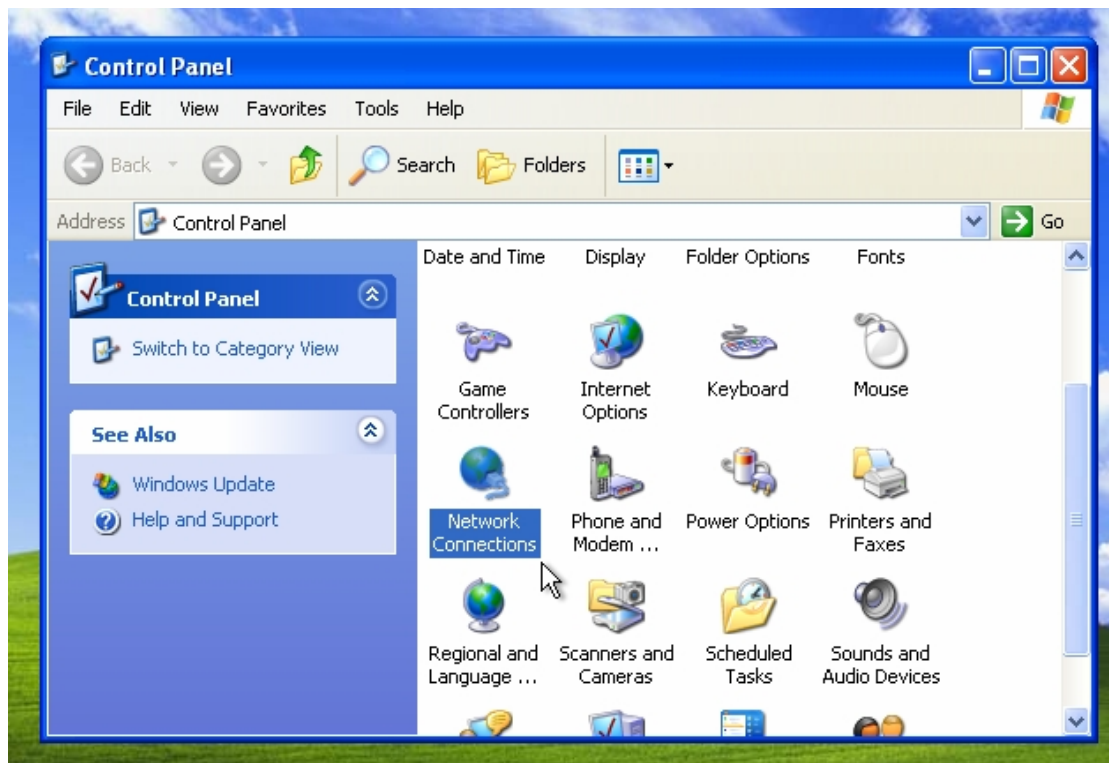 Control Panel
File Edit View Favorites Tools Help
Back Search Folders
Address Control Panel Go
Control Panel
Switch to Category View
See Also
Windows Update
Help and Support
Date and Time Display Folder Options Fonts
Game Controllers
Internet Options
Keyboard
Mouse
Network Connections
Phone and Modem ...
Power Options
Printers and Faxes
Regional and Language ...
Scanners and Cameras
Scheduled Tasks
Sounds and Audio Devices